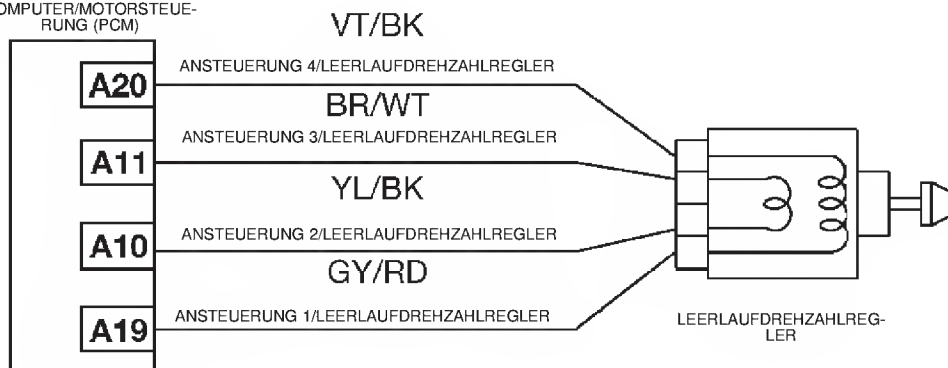 OMPUTER/MOTORSTEUE-
RUNG (PCM)
VT/BK
A20
ANSTEUERUNG 4/LEERLAUFDREHZAHLREGLER
BR/WT
A11
ANSTEUERUNG 3/LEERLAUFDREHZAHLREGLER
YL/BK
A10
ANSTEUERUNG 2/LEERLAUFDREHZAHLREGLER
GY/RD
A19
ANSTEUERUNG 1/LEERLAUFDREHZAHLREGLER
LEERLAUFDREHZAHLREG-
LER